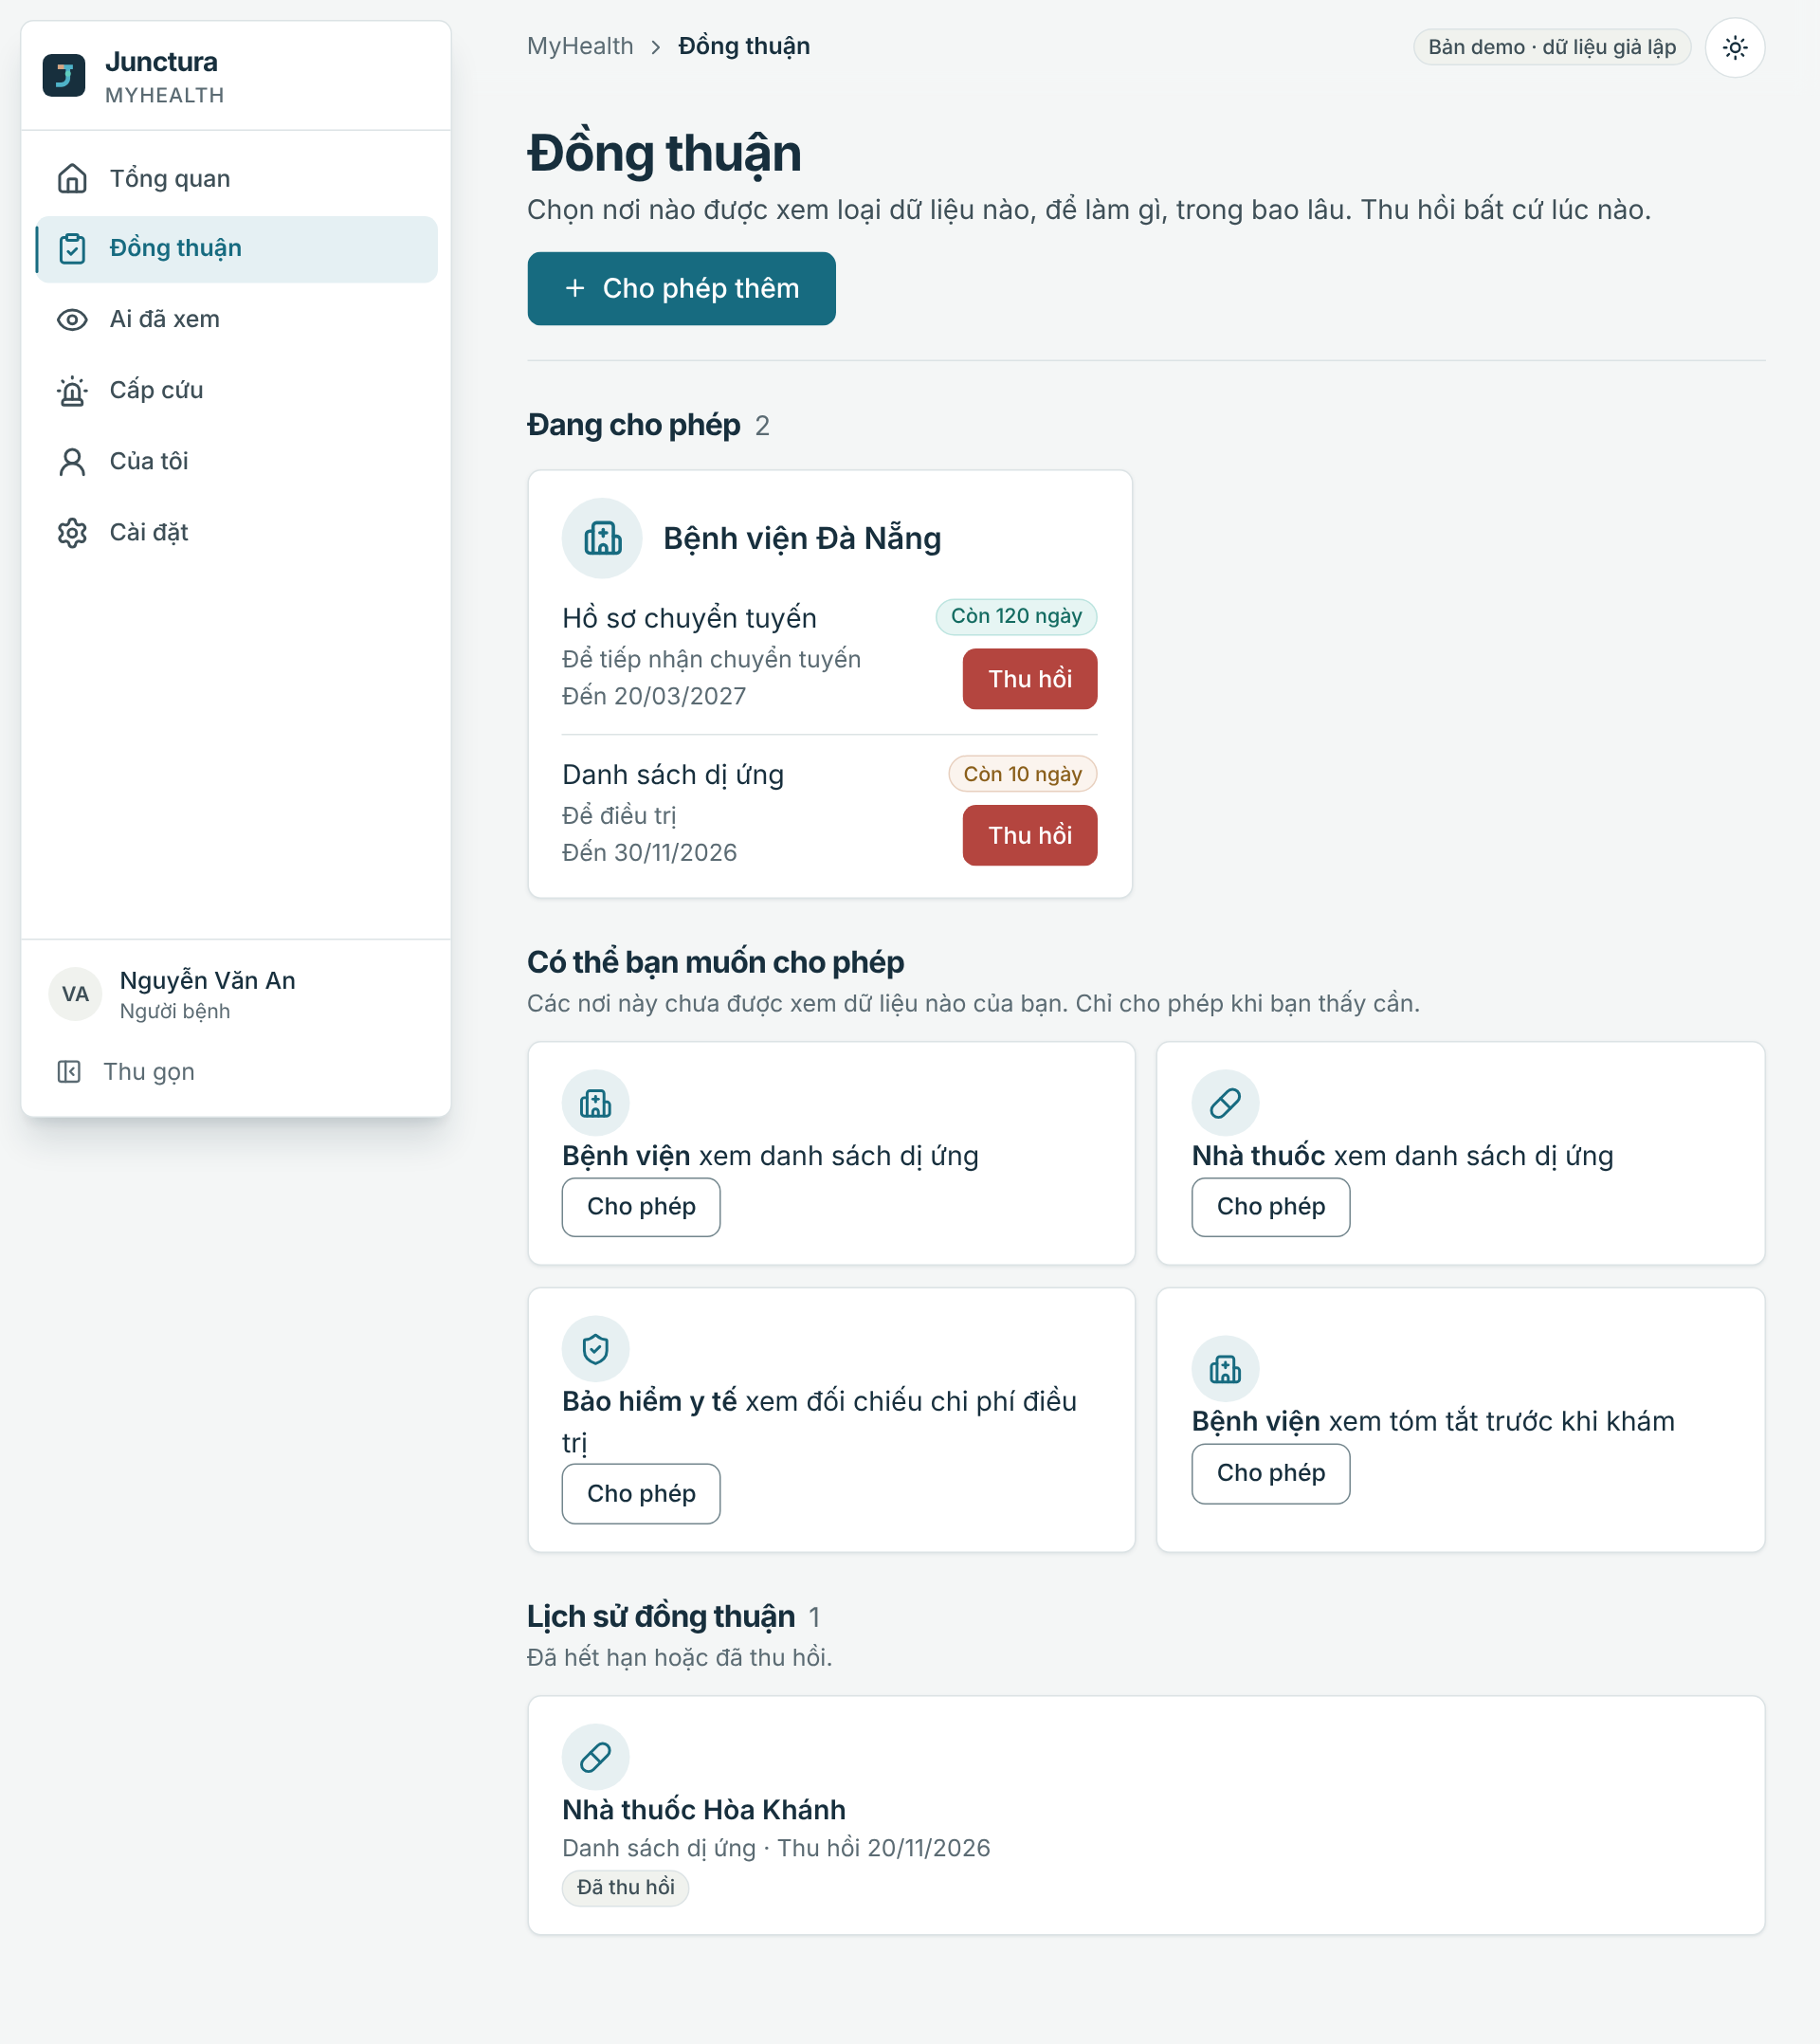 Junctura
MYHEALTH
Tổng quan
Đồng thuận
Ai đã xem
Cấp cứu
Của tôi
Cài đặt
VA
Nguyễn Văn An
Người bệnh
Thu gọn
MyHealth > Đồng thuận
Bản demo · dữ liệu giả lập
Đồng thuận
Chọn nơi nào được xem loại dữ liệu nào, để làm gì, trong bao lâu. Thu hồi bất cứ lúc nào.
+ Cho phép thêm
Đang cho phép 2
Bệnh viện Đà Nẵng
Hồ sơ chuyển tuyến
Còn 120 ngày
Để tiếp nhận chuyển tuyến
Đến 20/03/2027
Thu hồi
Danh sách dị ứng
Còn 10 ngày
Để điều trị
Đến 30/11/2026
Thu hồi
Có thể bạn muốn cho phép
Các nơi này chưa được xem dữ liệu nào của bạn. Chỉ cho phép khi bạn thấy cần.
Bệnh viện xem danh sách dị ứng
Cho phép
Nhà thuốc xem danh sách dị ứng
Cho phép
Bảo hiểm y tế xem đối chiếu chi phí điều
trị
Cho phép
Bệnh viện xem tóm tắt trước khi khám
Cho phép
Lịch sử đồng thuận 1
Đã hết hạn hoặc đã thu hồi.
Nhà thuốc Hòa Khánh
Danh sách dị ứng · Thu hồi 20/11/2026
Đã thu hồi